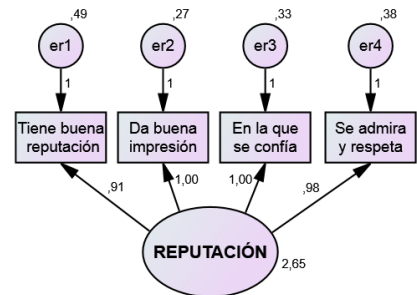 ,49 ,27 ,33 ,38
er1 er2 er3 er4
1 1 1 1
Tiene buena
reputación
Da buena
impresión
En la que
se confía
Se admira
y respeta
,91 1,00 1,00 ,98
REPUTACIÓN
2,65